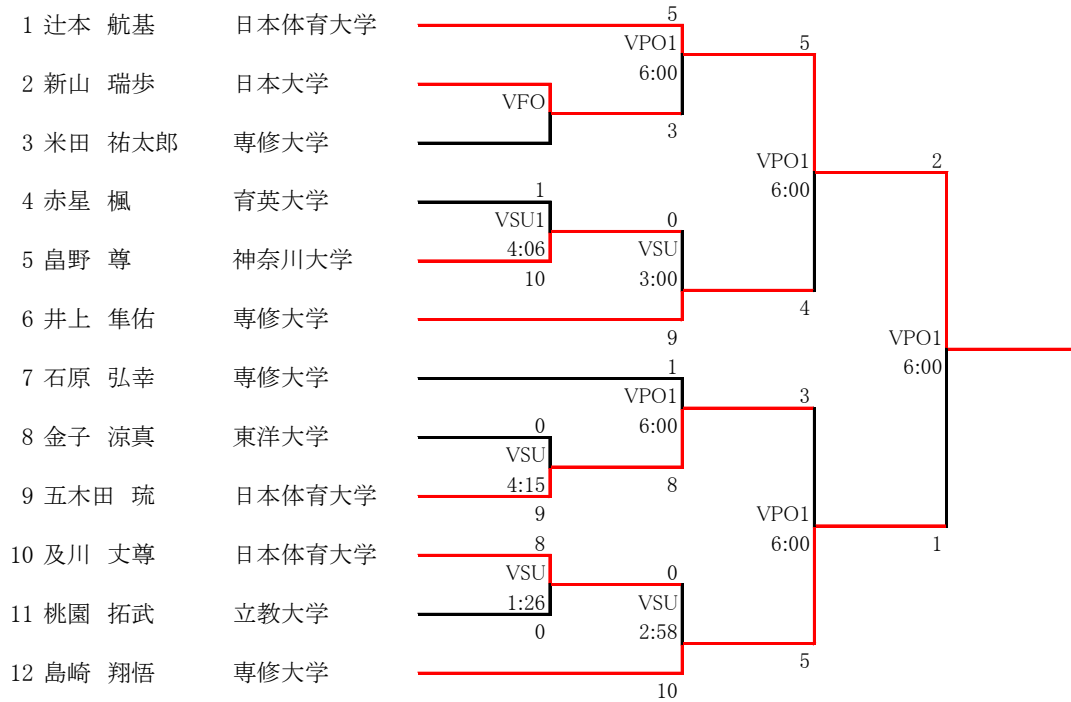 5
1 辻本 航基 日本体育大学
VPO1 5
6:00
2 新山 瑞歩 日本大学
VFO
3
3 米田 祐太郎 専修大学
VPO1 2
1
6:00
4 赤星 楓 育英大学
VSU1 0
4:06 VSU
5 畠野 尊 神奈川大学
10 3:00
4
6 井上 隼佑 専修大学
9 VPO1
1 6:00
7 石原 弘幸 専修大学
VPO1 3
0 6:00
8 金子 涼真 東洋大学
VSU
4:15 8
9 五木田 琉 日本体育大学
9 VPO1
8 6:00 1
10 及川 丈尊 日本体育大学
VSU 0
1:26 VSU
11 桃園 拓武 立教大学
0 2:58
5
12 島崎 翔悟 専修大学
10